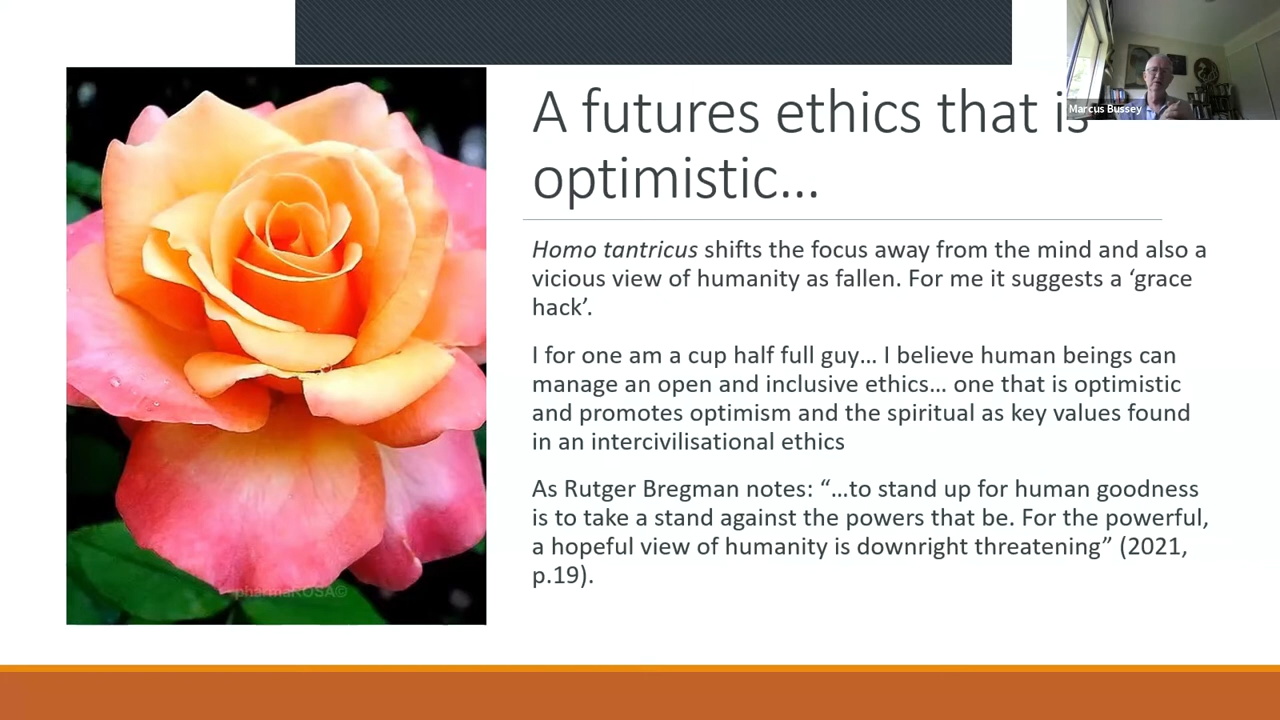 A futures ethics that is
optimistic...
Marcus Bussey
Homo tantricus shifts the focus away from the mind and also a
vicious view of humanity as fallen. For me it suggests a ‘grace
hack’.
I for one am a cup half full guy… I believe human beings can
manage an open and inclusive ethics… one that is optimistic
and promotes optimism and the spiritual as key values found
in an intercivilisational ethics
As Rutger Bregman notes: “…to stand up for human goodness
is to take a stand against the powers that be. For the powerful,
a hopeful view of humanity is downright threatening” (2021,
p.19).
pharmaROSA©